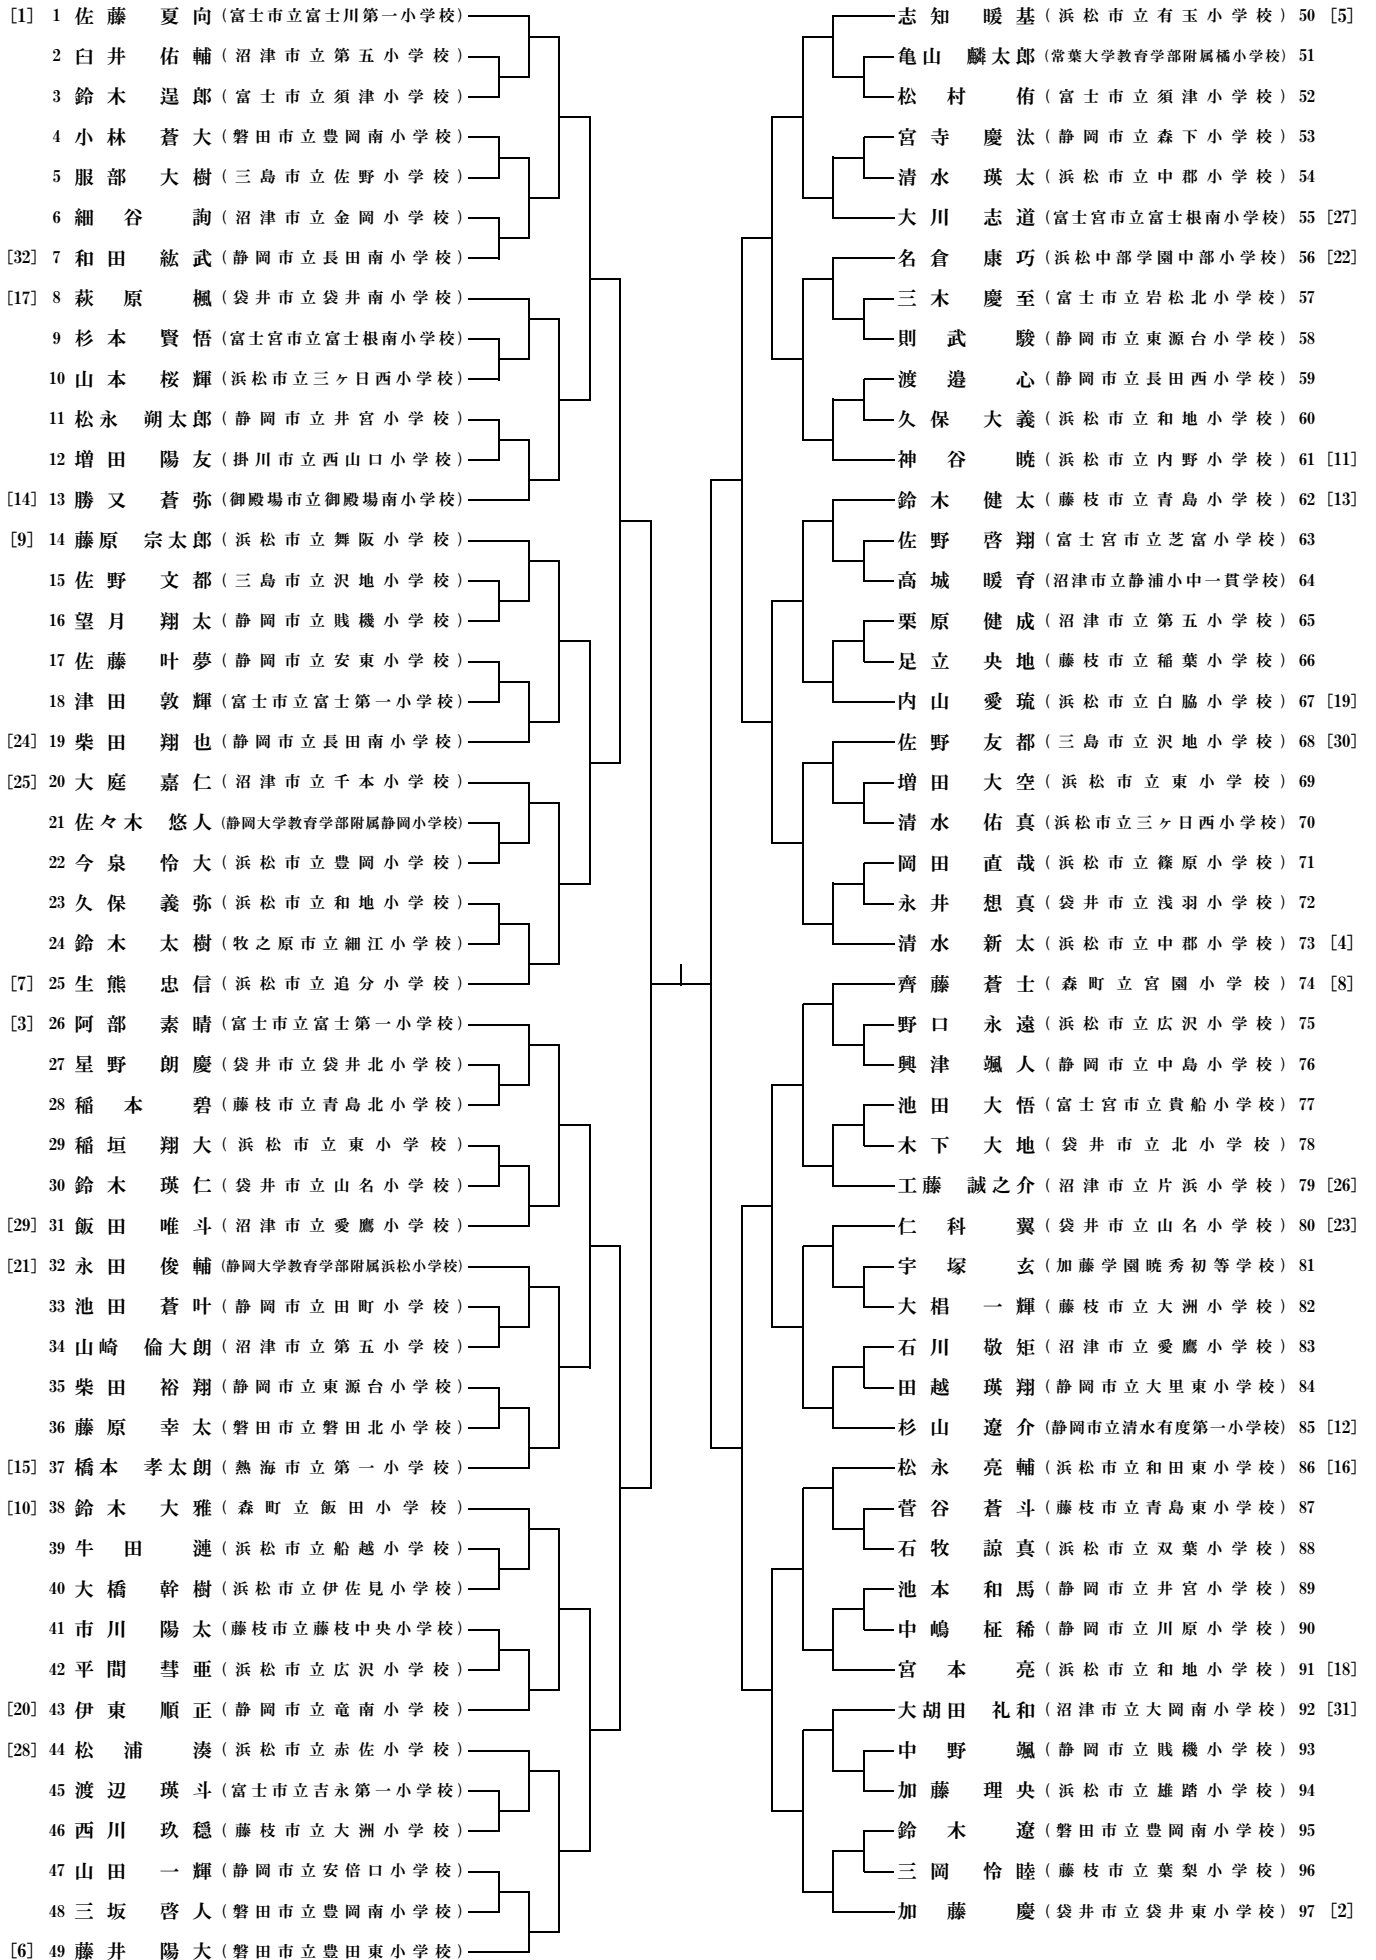 [1] 1 佐藤 夏向 (富士市立富士川第一小学校)
2 臼井 佑輔 (沼津市立第五小学校)
3 鈴木 逞郎 (富士市立須津小学校)
4 小林 蒼大 (磐田市立豊岡南小学校)
5 服部 大樹 (三島市立佐野小学校)
6 細谷 詢 (沼津市立金岡小学校)
[32] 7 和田 紘武 (静岡市立長田南小学校)
[17] 8 萩原 楓 (袋井市立袋井南小学校)
9 杉本 賢悟 (富士宮市立富士根南小学校)
10 山本 桜輝 (浜松市立三ヶ日西小学校)
11 松永 朔太郎 (静岡市立井宮小学校)
12 増田 陽友 (掛川市立西山口小学校)
[14] 13 勝又 蒼弥 (御殿場市立御殿場南小学校)
[9] 14 藤原 宗太郎 (浜松市立舞阪小学校)
15 佐野 文都 (三島市立沢地小学校)
16 望月 翔太 (静岡市立賎機小学校)
17 佐藤 叶夢 (静岡市立安東小学校)
18 津田 敦輝 (富士市立富士第一小学校)
[24] 19 柴田 翔也 (静岡市立長田南小学校)
[25] 20 大庭 嘉仁 (沼津市立千本小学校)
21 佐々木 悠人 (静岡大学教育学部附属静岡小学校)
22 今泉 怜大 (浜松市立豊岡小学校)
23 久保 義弥 (浜松市立和地小学校)
24 鈴木 太樹 (牧之原市立細江小学校)
[7] 25 生熊 忠信 (浜松市立追分小学校)
[3] 26 阿部 素晴 (富士市立富士第一小学校)
27 星野 朗慶 (袋井市立袋井北小学校)
28 稲本 碧 (藤枝市立青島北小学校)
29 稲垣 翔大 (浜松市立東小学校)
30 鈴木 瑛仁 (袋井市立山名小学校)
[29] 31 飯田 唯斗 (沼津市立愛鷹小学校)
[21] 32 永田 俊輔 (静岡大学教育学部附属浜松小学校)
33 池田 蒼叶 (静岡市立田町小学校)
34 山崎 倫大朗 (沼津市立第五小学校)
35 柴田 裕翔 (静岡市立東源台小学校)
36 藤原 幸太 (磐田市立磐田北小学校)
[15] 37 橋本 孝太朗 (熱海市立第一小学校)
[10] 38 鈴木 大雅 (森町立飯田小学校)
39 牛田 漣 (浜松市立船越小学校)
40 大橋 幹樹 (浜松市立伊佐見小学校)
41 市川 陽太 (藤枝市立藤枝中央小学校)
42 平間 彗亜 (浜松市立広沢小学校)
[20] 43 伊東 順正 (静岡市立竜南小学校)
[28] 44 松浦 湊 (浜松市立赤佐小学校)
45 渡辺 瑛斗 (富士市立吉永第一小学校)
46 西川 玖穏 (藤枝市立大洲小学校)
47 山田 一輝 (静岡市立安倍口小学校)
48 三坂 啓人 (磐田市立豊岡南小学校)
[6] 49 藤井 陽大 (磐田市立豊田東小学校)
志知 暖基 (浜松市立有玉小学校) 50 [5]
亀山 麟太郎 (常葉大学教育学部附属橘小学校) 51
松村 侑 (富士市立須津小学校) 52
宮寺 慶汰 (静岡市立森下小学校) 53
清水 瑛太 (浜松市立中郡小学校) 54
大川 志道 (富士宮市立富士根南小学校) 55 [27]
名倉 康巧 (浜松中部学園中部小学校) 56 [22]
三木 慶至 (富士市立岩松北小学校) 57
則武 駿 (静岡市立東源台小学校) 58
渡邉 心 (静岡市立長田西小学校) 59
久保 大義 (浜松市立和地小学校) 60
神谷 暁 (浜松市立内野小学校) 61 [11]
鈴木 健太 (藤枝市立青島小学校) 62 [13]
佐野 啓翔 (富士宮市立芝富小学校) 63
高城 暖育 (沼津市立静浦小中一貫学校) 64
栗原 健成 (沼津市立第五小学校) 65
足立 央地 (藤枝市立稲葉小学校) 66
内山 愛琉 (浜松市立白脇小学校) 67 [19]
佐野 友都 (三島市立沢地小学校) 68 [30]
増田 大空 (浜松市立東小学校) 69
清水 佑真 (浜松市立三ヶ日西小学校) 70
岡田 直哉 (浜松市立篠原小学校) 71
永井 想真 (袋井市立浅羽小学校) 72
清水 新太 (浜松市立中郡小学校) 73 [4]
齊藤 蒼士 (森町立宮園小学校) 74 [8]
野口 永遠 (浜松市立広沢小学校) 75
興津 颯人 (静岡市立中島小学校) 76
池田 大悟 (富士宮市立貴船小学校) 77
木下 大地 (袋井市立北小学校) 78
工藤 誠之介 (沼津市立片浜小学校) 79 [26]
仁科 翼 (袋井市立山名小学校) 80 [23]
宇塚 玄 (加藤学園暁秀初等学校) 81
大椙 一輝 (藤枝市立大洲小学校) 82
石川 敬矩 (沼津市立愛鷹小学校) 83
田越 瑛翔 (静岡市立大里東小学校) 84
杉山 遼介 (静岡市立清水有度第一小学校) 85 [12]
松永 亮輔 (浜松市立和田東小学校) 86 [16]
菅谷 蒼斗 (藤枝市立青島東小学校) 87
石牧 諒真 (浜松市立双葉小学校) 88
池本 和馬 (静岡市立井宮小学校) 89
中嶋 柾稀 (静岡市立川原小学校) 90
宮本 亮 (浜松市立和地小学校) 91 [18]
大胡田 礼和 (沼津市立大岡南小学校) 92 [31]
中野 颯 (静岡市立賎機小学校) 93
加藤 理央 (浜松市立雄踏小学校) 94
鈴木 遼 (磐田市立豊岡南小学校) 95
三岡 怜睦 (藤枝市立葉梨小学校) 96
加藤 慶 (袋井市立袋井東小学校) 97 [2]